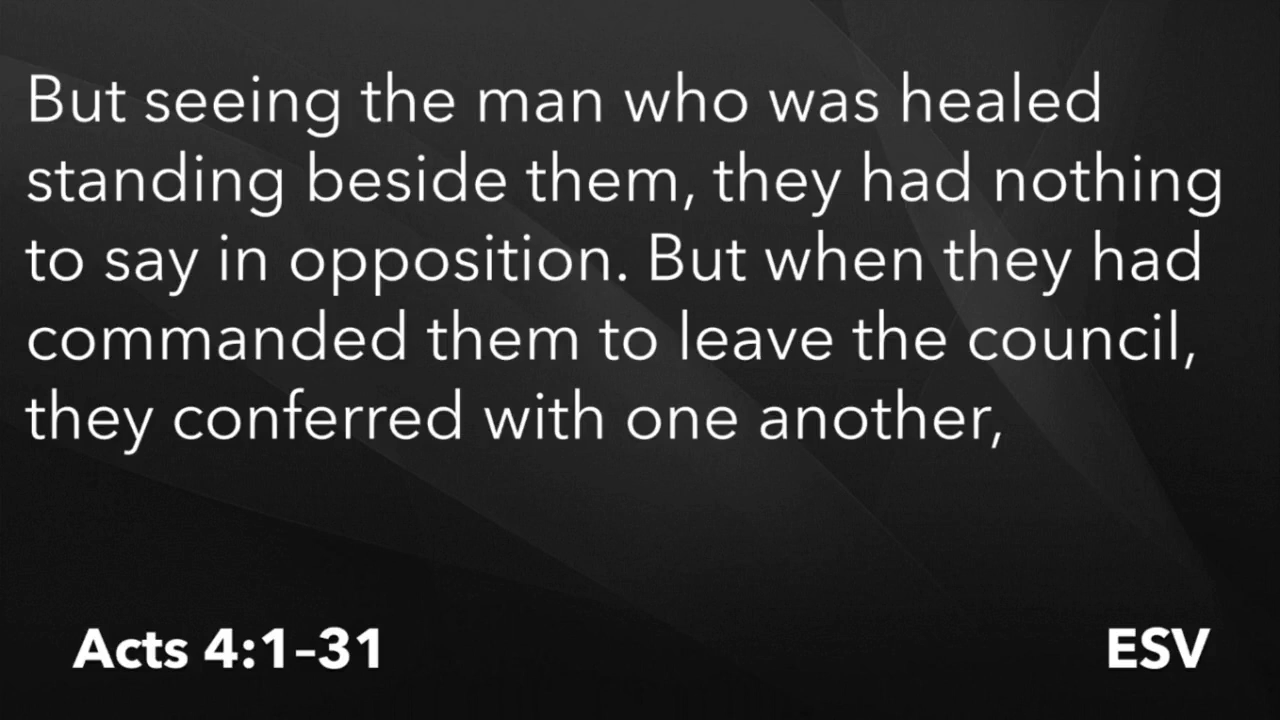 But seeing the man who was healed
standing beside them, they had nothing
to say in opposition. But when they had
commanded them to leave the council,
they conferred with one another,
Acts 4:1–31
ESV